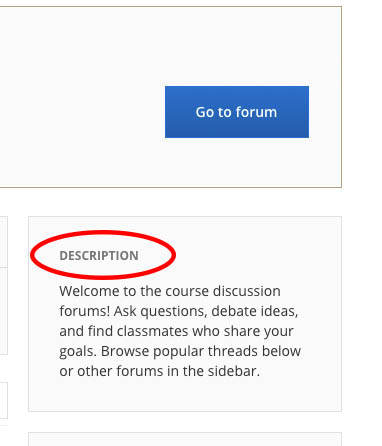 Go to forum
DESCRIPTION
Welcome to the course discussion
forums! Ask questions, debate ideas,
and find classmates who share your
goals. Browse popular threads below
or other forums in the sidebar.